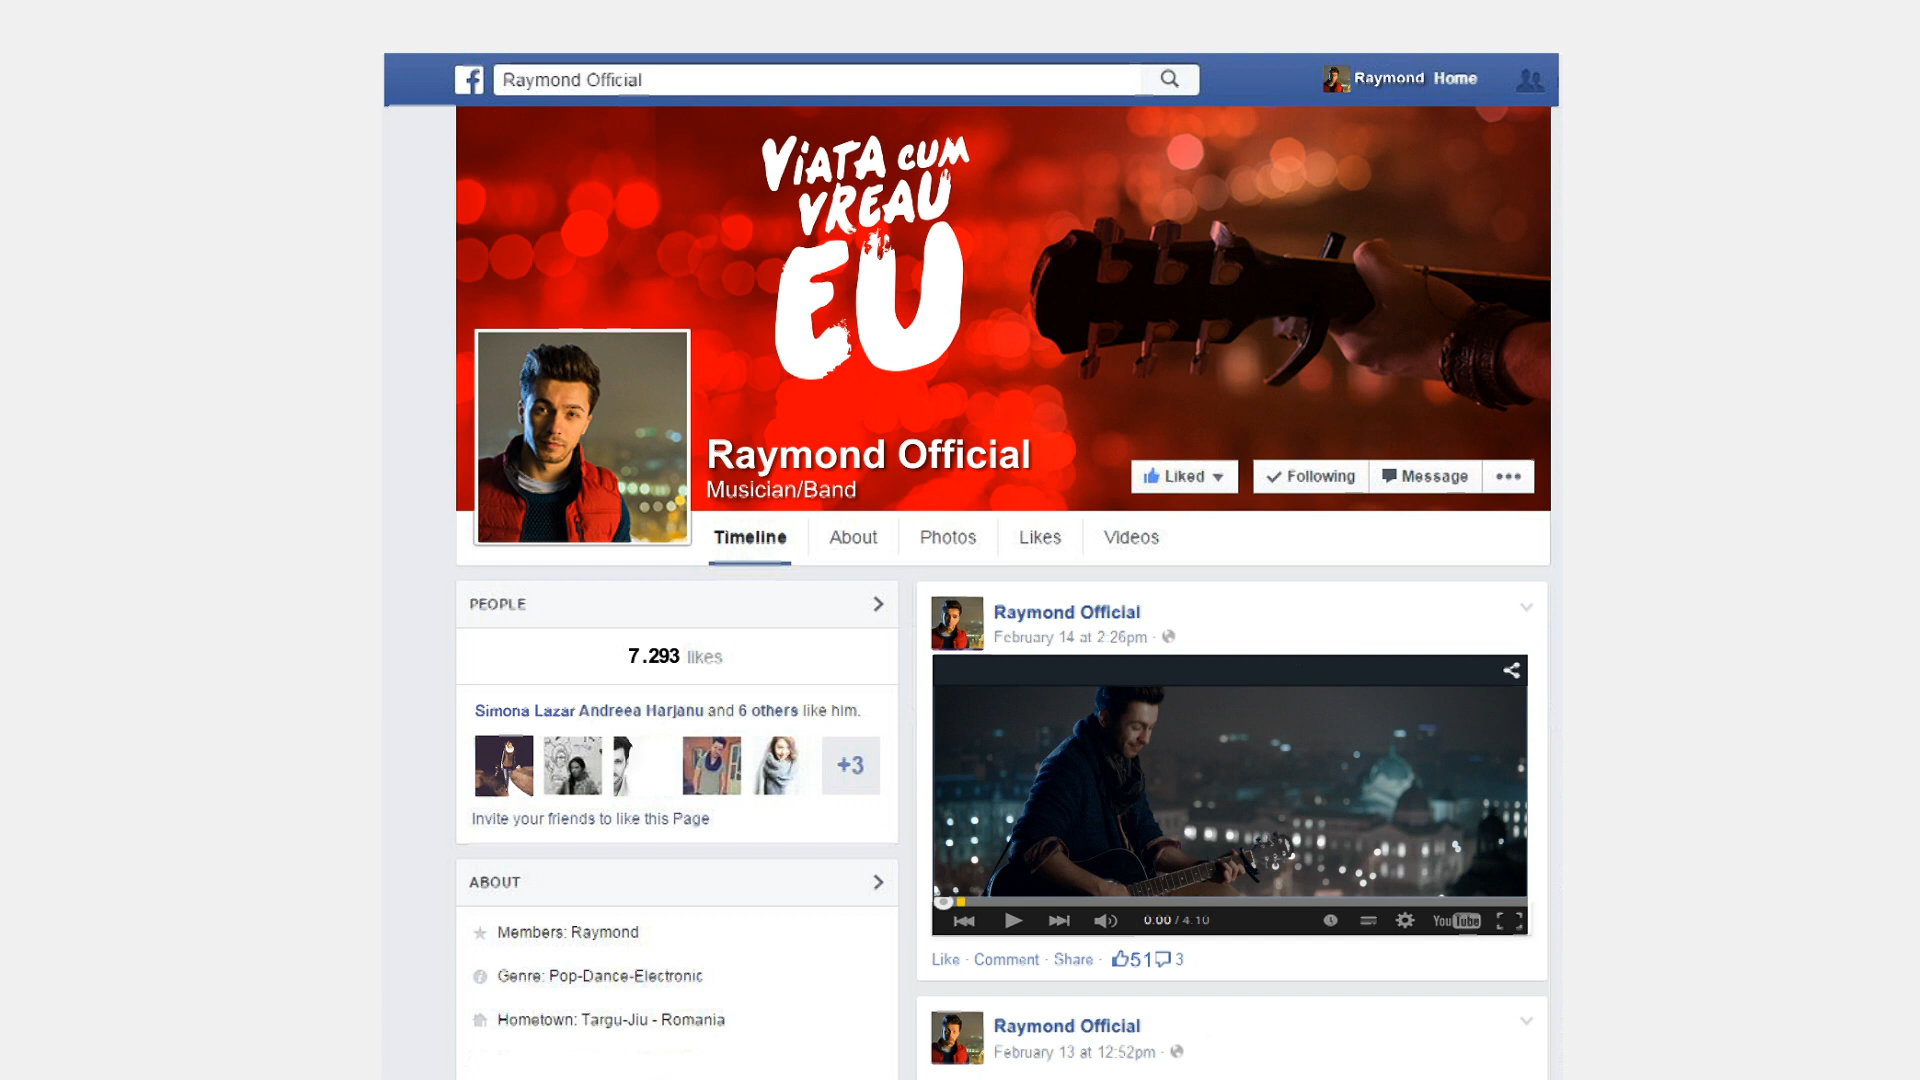 Raymond Official
Raymond Home
VIATA CUM
VREAU
EU
Raymond Official
Musician/Band
Liked
Following
Message
Timeline
About
Photos
Likes
Videos
PEOPLE
7.293 likes
Simona Lazar Andreea Harjanu and 6 others like him.
+3
Invite your friends to like this Page
ABOUT
Members: Raymond
Genre: Pop-Dance-Electronic
Hometown: Targu-Jiu - Romania
Raymond Official
February 14 at 2:26pm ·
0:00 / 4:10
YouTube
Like · Comment · Share · 51 3
Raymond Official
February 13 at 12:52pm ·